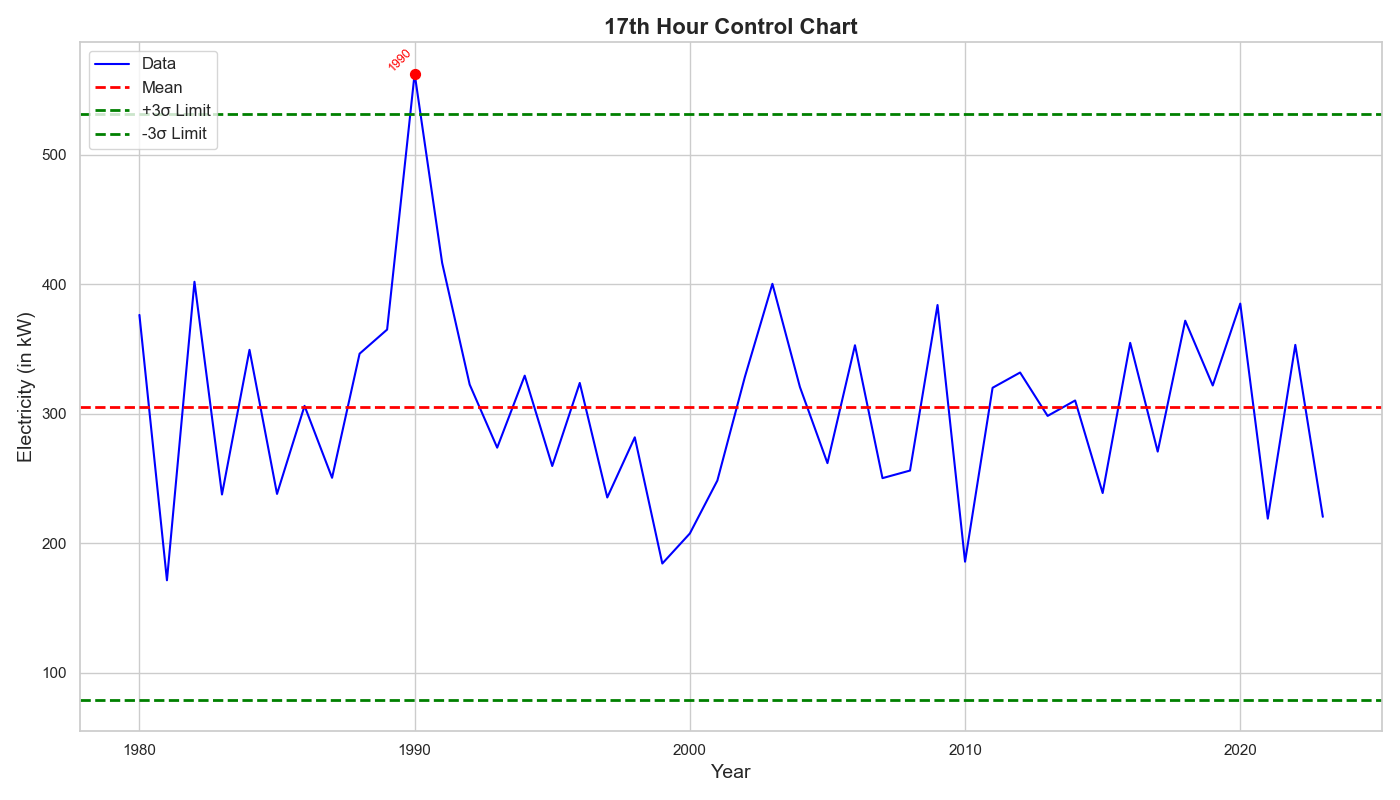 17th Hour Control Chart
Data
Mean
+3σ Limit
-3σ Limit
1990
Electricity (in kW)
500
400
300
200
100
1980
1990
2000
2010
2020
Year